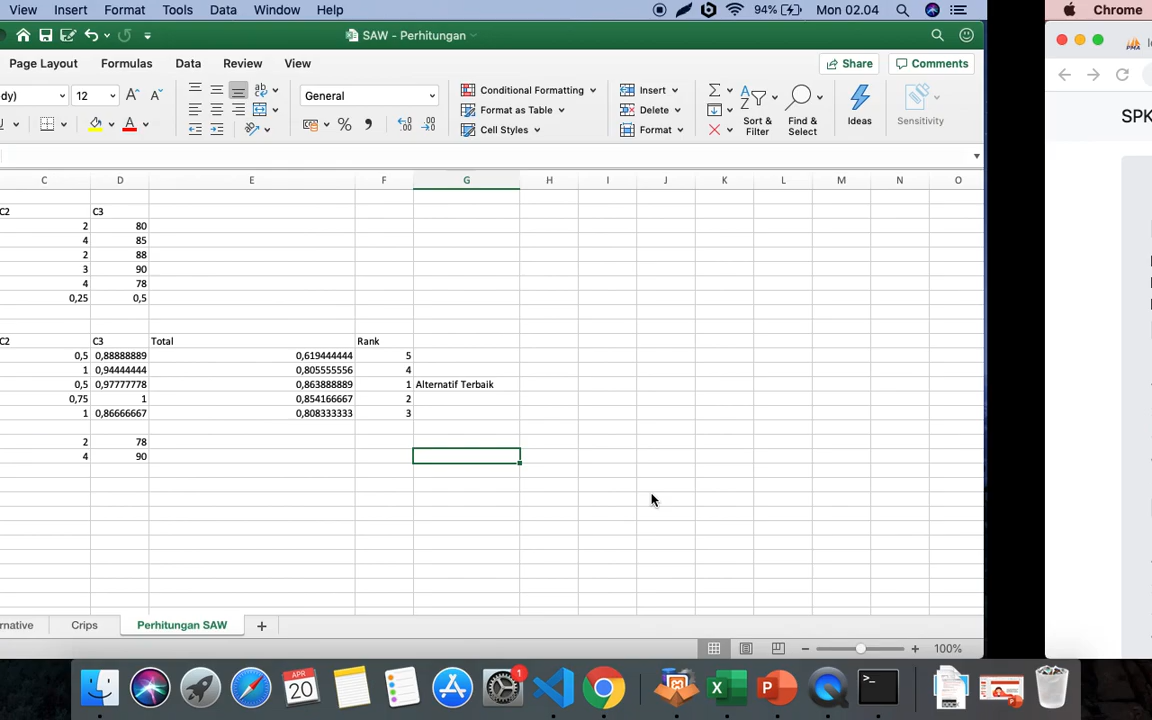 View Insert Format Tools Data Window Help 94% Mon 02.04 Chrome
SAW - Perhitungan
Page Layout Formulas Data Review View Share Comments
dy) 12 General Conditional Formatting Insert
Format as Table Delete
Cell Styles Format Sort & Filter Find & Select Ideas Sensitivity
SPK
C D E F G H I J K L M N O
C2 C3
2 80
4 85
2 88
3 90
4 78
0,25 0,5
C2 C3 Total Rank
0,5 0,88888889 0,619444444 5
1 0,94444444 0,805555556 4
0,5 0,97777778 0,863888889 1 Alternatif Terbaik
0,75 1 0,854166667 2
1 0,86666667 0,808333333 3
2 78
4 90
rnative Crips Perhitungan SAW
100%
APR
20
1